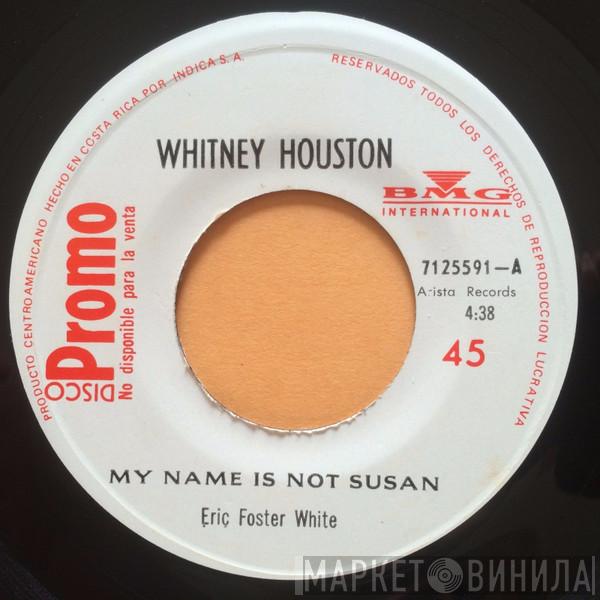 PRODUCTO CENTROAMERICANO HECHO EN COSTA RICA POR INDICA S.A.
RESERVADOS TODOS LOS DERECHOS DE REPRODUCCION LUCRATIVA
WHITNEY HOUSTON
BMG
INTERNATIONAL
DISCO
Promo
No disponible para la venta
7125591-A
Arista Records
4:38
45
MY NAME IS NOT SUSAN
Eric Foster White
МАРКЕТ ВИНИЛА